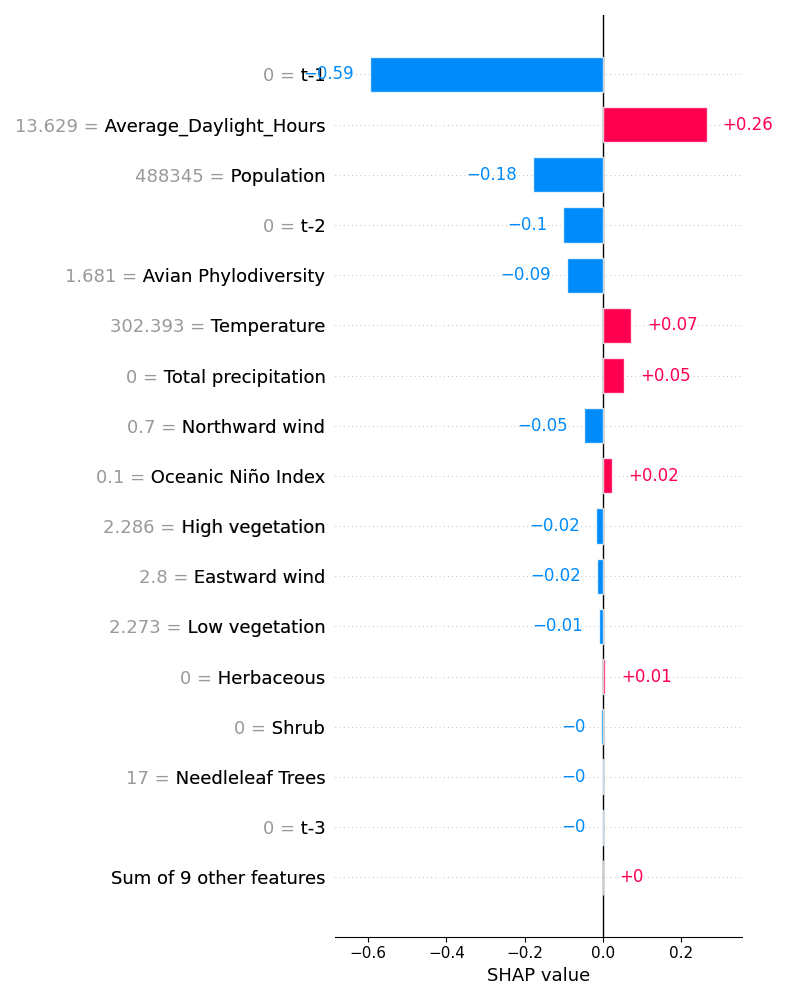 0 = t-1 −0.59
13.629 = Average_Daylight_Hours +0.26
488345 = Population −0.18
0 = t-2 −0.1
1.681 = Avian Phylodiversity −0.09
302.393 = Temperature +0.07
0 = Total precipitation +0.05
0.7 = Northward wind −0.05
0.1 = Oceanic Niño Index +0.02
2.286 = High vegetation −0.02
2.8 = Eastward wind −0.02
2.273 = Low vegetation −0.01
0 = Herbaceous +0.01
0 = Shrub −0
17 = Needleleaf Trees −0
0 = t-3 −0
Sum of 9 other features +0
−0.6 −0.4 −0.2 0.0 0.2
SHAP value